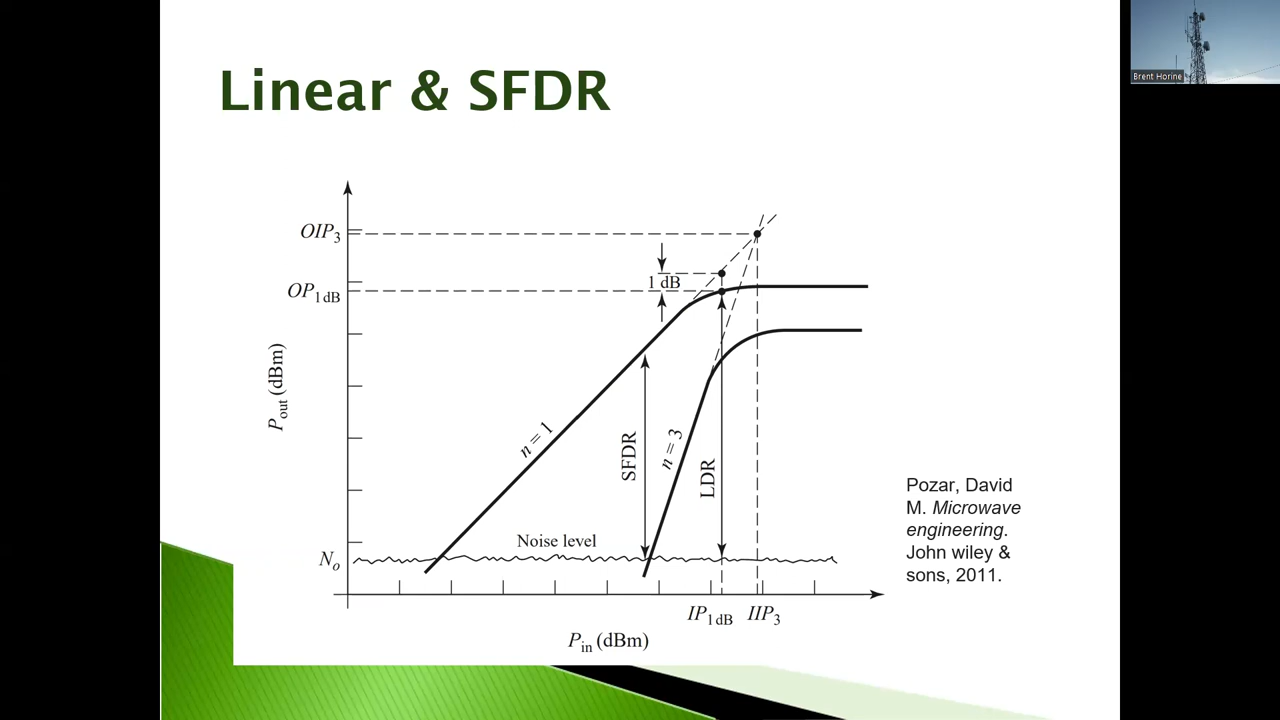 Brent Horine
Linear & SFDR
OIP3
1 dB
OP1dB
Pout (dBm)
n = 1
SFDR
n = 3
LDR
Noise level
No
IP1dB
IIP3
Pin (dBm)
Pozar, David
M. Microwave
engineering.
John wiley &
sons, 2011.